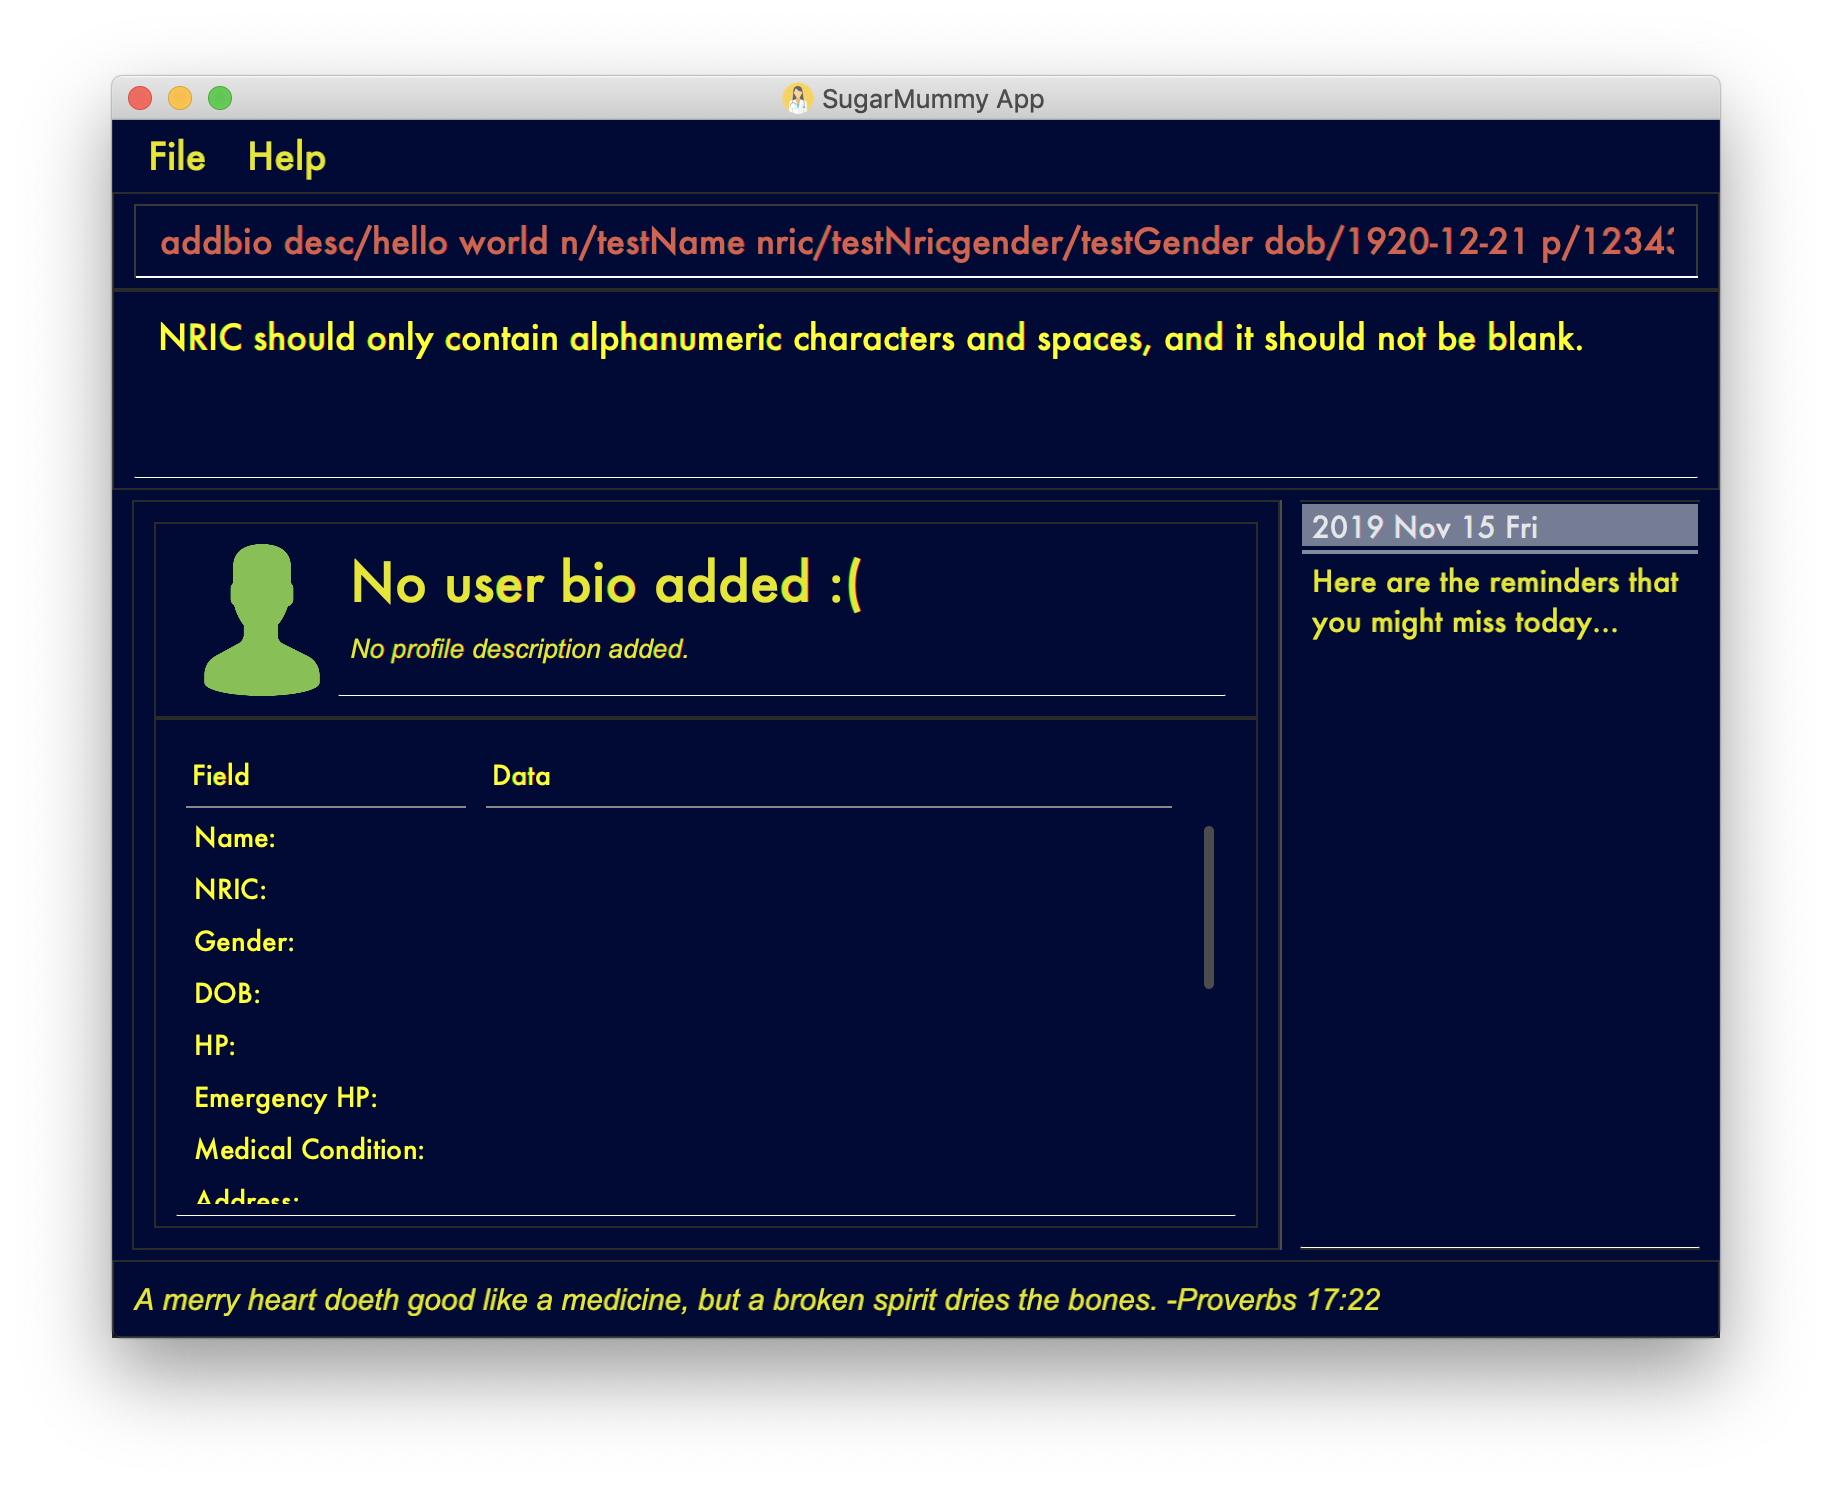 SugarMummy App
File Help
addbio desc/hello world n/testName nric/testNricgender/testGender dob/1920-12-21 p/1234
NRIC should only contain alphanumeric characters and spaces, and it should not be blank.
No user bio added :(
No profile description added.
Field Data
Name:
NRIC:
Gender:
DOB:
HP:
Emergency HP:
Medical Condition:
Address:
2019 Nov 15 Fri
Here are the reminders that
you might miss today...
A merry heart doeth good like a medicine, but a broken spirit dries the bones. -Proverbs 17:22